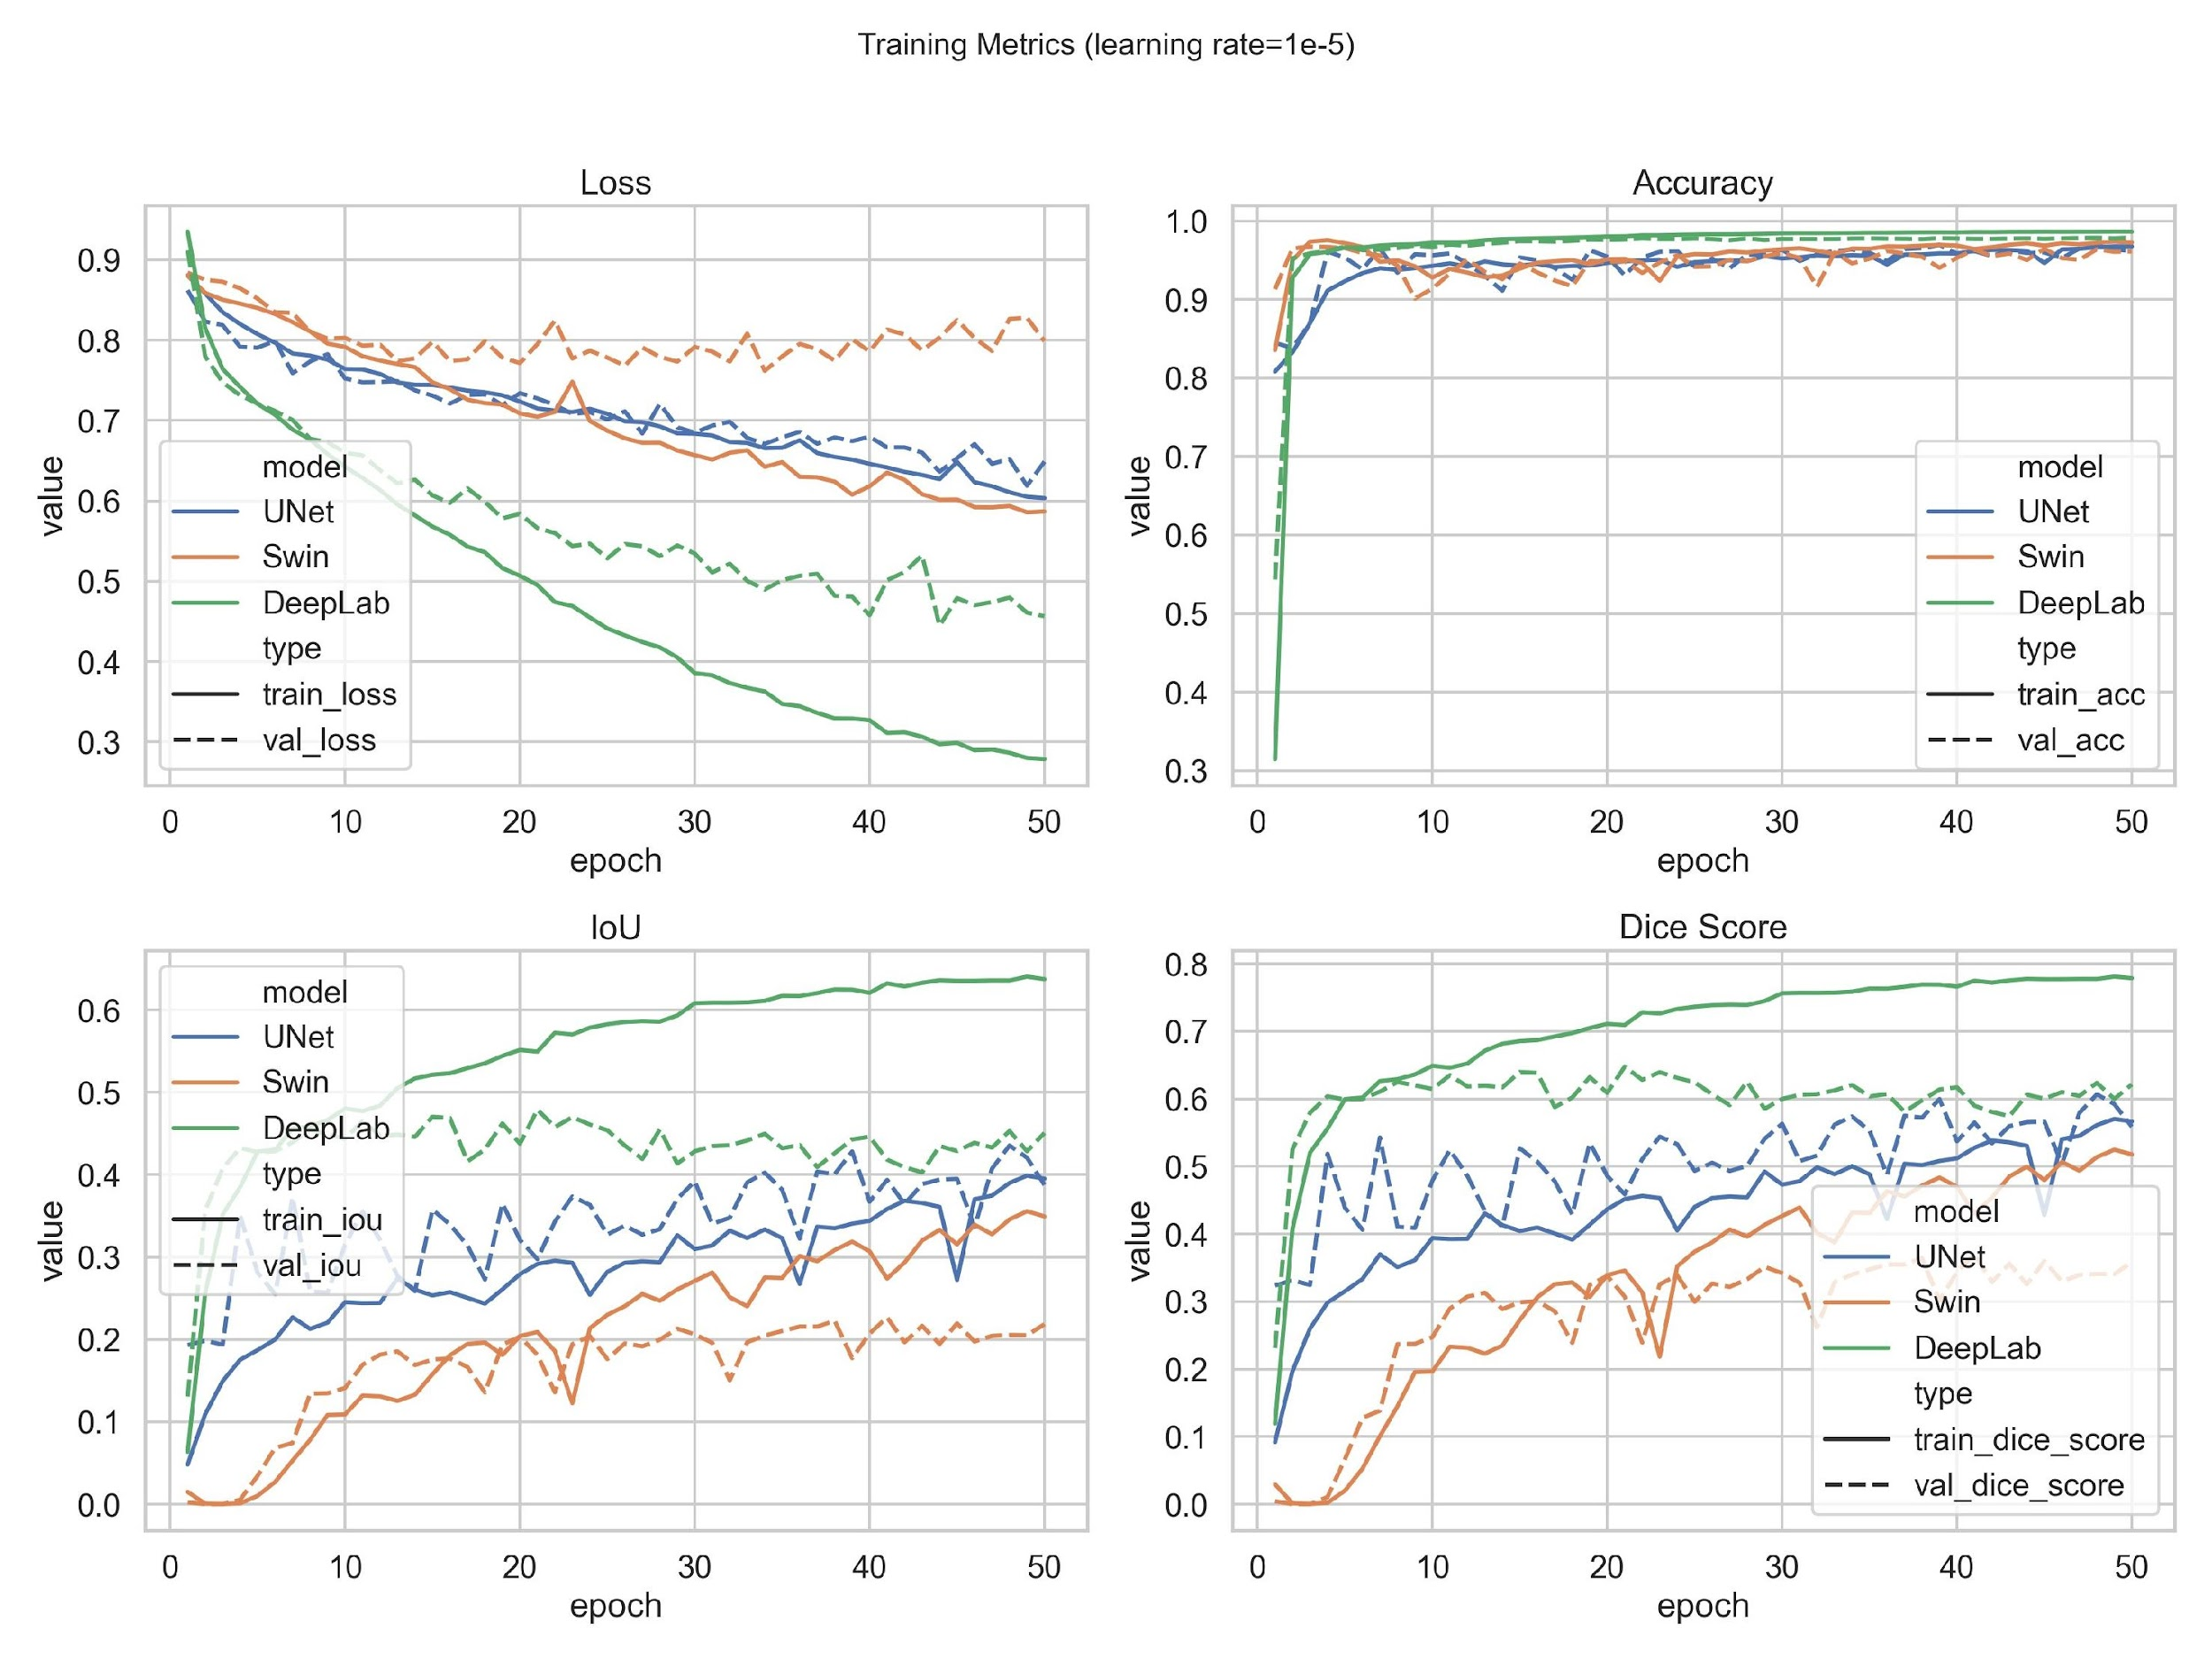 Training Metrics (learning rate=1e-5)
Loss
value
0.9
0.8
0.7
0.6
0.5
0.4
0.3
model
UNet
Swin
DeepLab
type
train_loss
val_loss
0 10 20 30 40 50
epoch
Accuracy
value
1.0
0.9
0.8
0.7
0.6
0.5
0.4
0.3
model
UNet
Swin
DeepLab
type
train_acc
val_acc
0 10 20 30 40 50
epoch
IoU
value
0.6
0.5
0.4
0.3
0.2
0.1
0.0
model
UNet
Swin
DeepLab
type
train_iou
val_iou
0 10 20 30 40 50
epoch
Dice Score
value
0.8
0.7
0.6
0.5
0.4
0.3
0.2
0.1
0.0
model
UNet
Swin
DeepLab
type
train_dice_score
val_dice_score
0 10 20 30 40 50
epoch